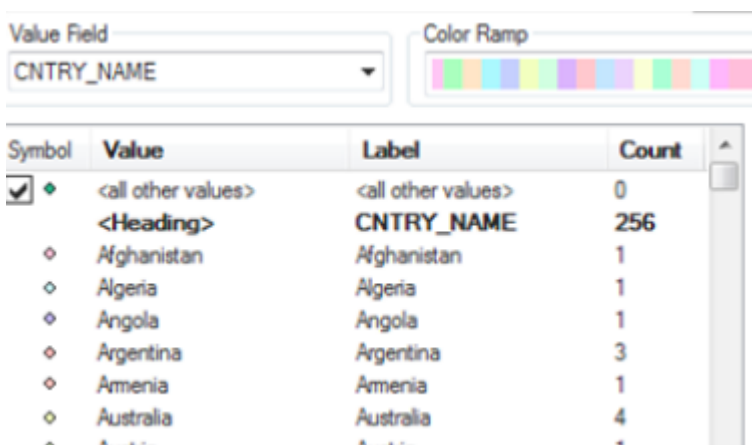 Value Field Color Ramp
CNTRY_NAME
Symbol Value Label Count
<all other values> <all other values> 0
<Heading> CNTRY_NAME 256
Afghanistan Afghanistan 1
Algeria Algeria 1
Angola Angola 1
Argentina Argentina 3
Armenia Armenia 1
Australia Australia 4